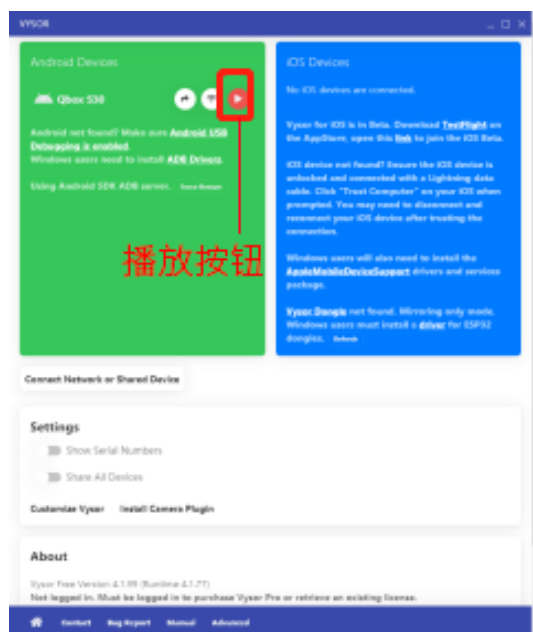 VYSOR
Android Devices
Qbox S30
Android not found? Make sure Android USB
Debugging is enabled.
Windows users need to install ADB Drivers.
Using Android SDK ADB server.
播放按钮
iOS Devices
No iOS devices are connected.
Vysor for iOS is in Beta. Download TestFlight on
the AppStore, open this link to join the iOS Beta.
iOS device not found? Ensure the iOS device is
unlocked and connected with a Lightning data
cable. Click "Trust Computer" on your iOS when
prompted. You may need to disconnect and
reconnect your iOS device after trusting the
connection.
Windows users will also need to install the
AppleMobileDeviceSupport drivers and services
package.
Vysor Dongle not found. Mirroring only mode.
Windows users must install a driver for ESP32
dongles. Refresh
Connect Network or Shared Device
Settings
Show Serial Numbers
Share All Devices
Customize Vysor Install Camera Plugin
About
Vysor Free Version 4.1.89 (Runtime 4.1.77)
Not logged in. Must be logged in to purchase Vysor Pro or retrieve an existing license.
Contact Bug Report Manual Advanced